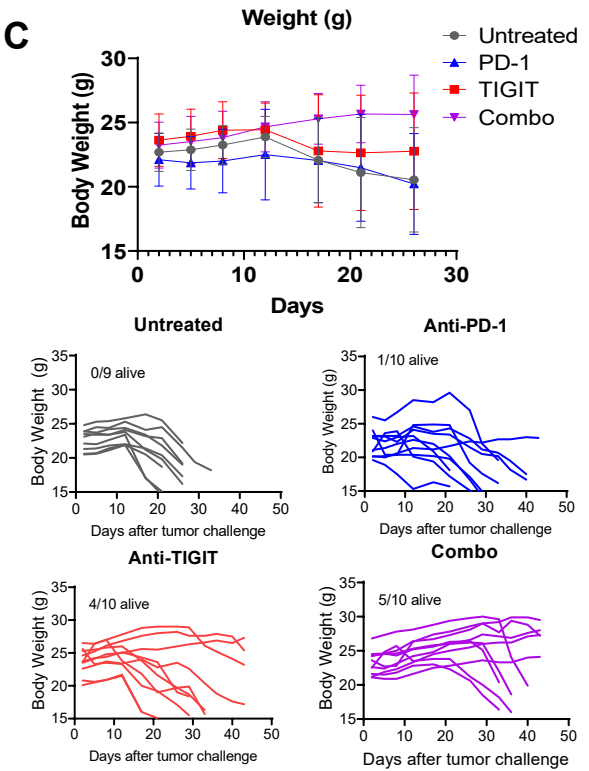 C
Weight (g)
Untreated
PD-1
TIGIT
Combo
Body Weight (g)
30
25
20
15
0 10 20 30
Days
Untreated
Body Weight (g)
35
30
25
20
15
0/9 alive
0 10 20 30 40 50
Days after tumor challenge
Anti-PD-1
Body Weight (g)
35
30
25
20
15
1/10 alive
0 10 20 30 40 50
Days after tumor challenge
Anti-TIGIT
Body Weight (g)
35
30
25
20
15
4/10 alive
0 10 20 30 40 50
Days after tumor challenge
Combo
Body Weight (g)
35
30
25
20
15
5/10 alive
0 10 20 30 40 50
Days after tumor challenge